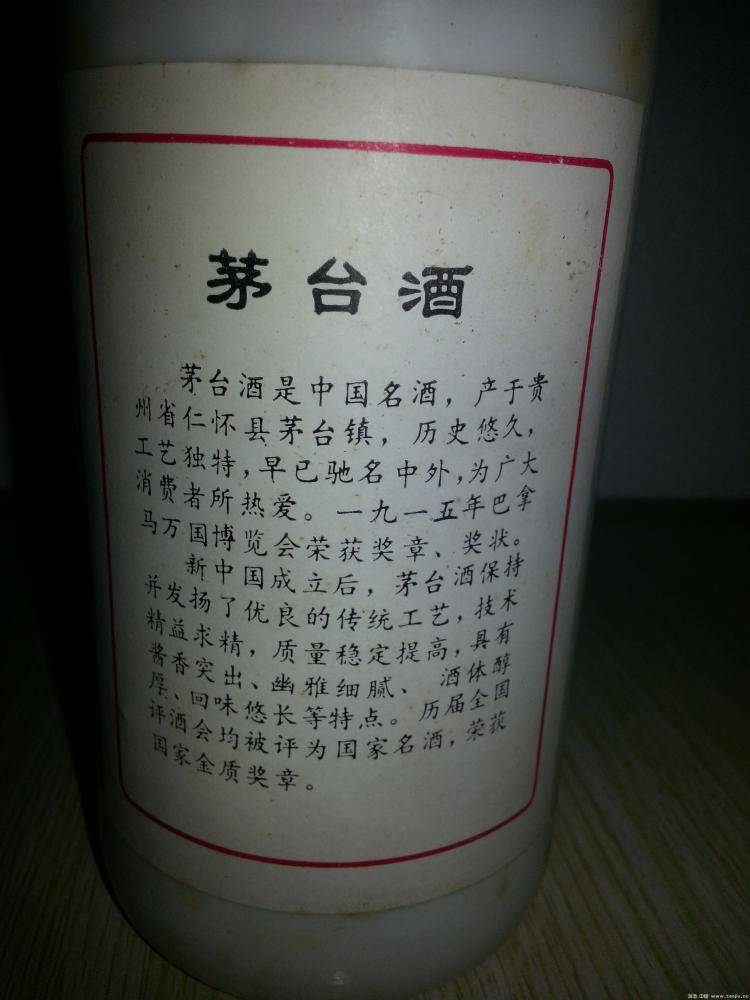 茅台酒
茅台酒是中国名酒，产于贵
州省仁怀县茅台镇，历史悠久，
工艺独特，早已驰名中外，为广大
消费者所热爱。一九一五年巴拿
马万国博览会荣获奖章、奖状。
新中国成立后，茅台酒保持
并发扬了优良的传统工艺，技术
精益求精，质量稳定提高，具有
酱香突出、幽雅细腻、酒体醇
厚、回味悠长等特点。历届全国
评酒会均被评为国家名酒，荣获
国家金质奖章。